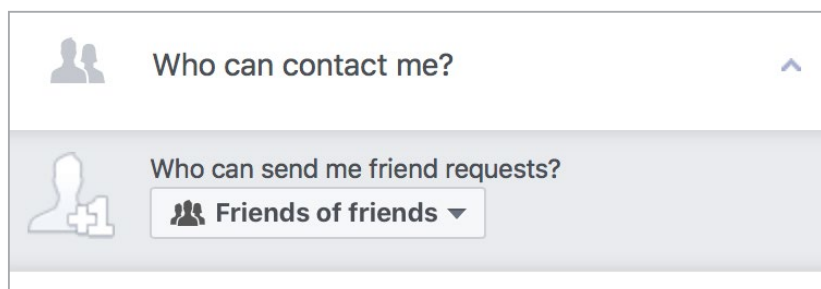 Who can contact me?
Who can send me friend requests?
Friends of friends